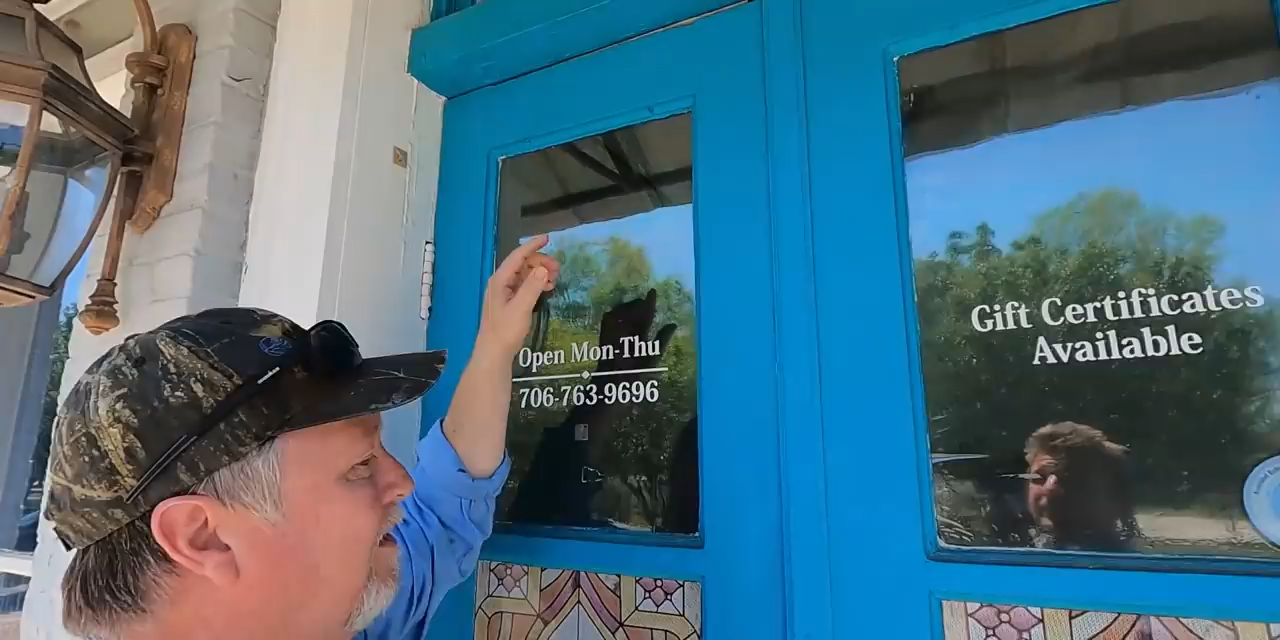 Open Mon-Thu
706-763-9696
Gift Certificates
Available